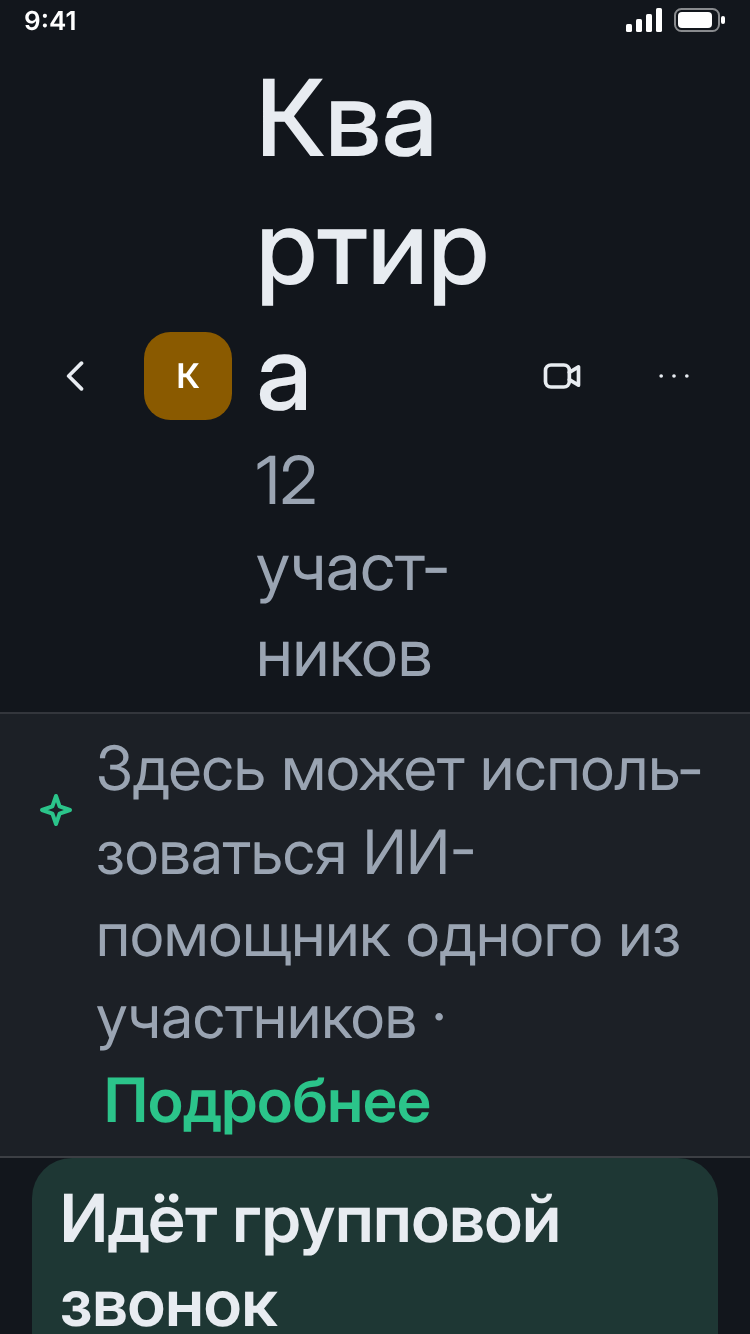 9:41
Ква
ртир
К
а
12
участ-
ников
Здесь может исполь-
зоваться ИИ-
помощник одного из
участников ·
Подробнее
Идёт групповой
звонок